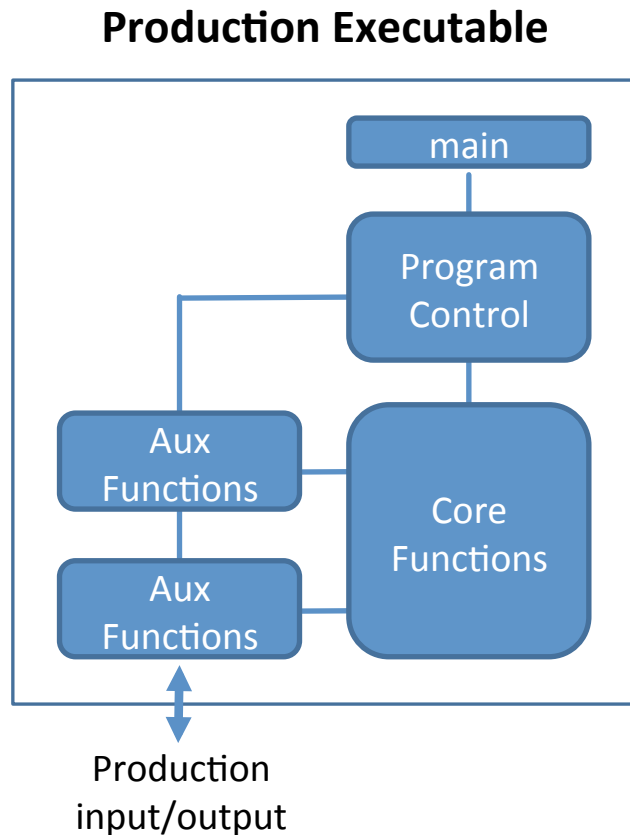 Production Executable
main
Program
Control
Aux
Functions
Core
Functions
Aux
Functions
Production
input/output